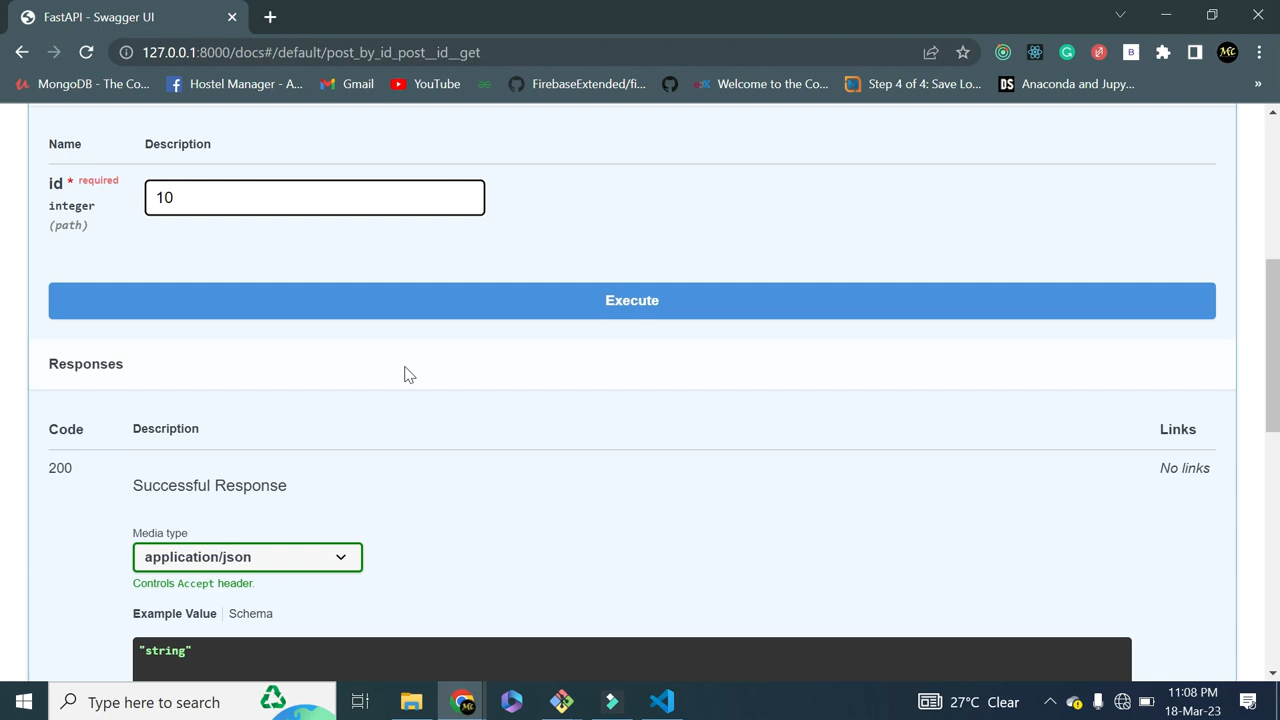 FastAPI - Swagger UI
127.0.0.1:8000/docs#/default/post_by_id_post__id__get
MC
B
MongoDB - The Co...
Hostel Manager - A...
Gmail
YouTube
FirebaseExtended/fi...
Welcome to the Co...
Step 4 of 4: Save Lo...
DS
Anaconda and Jupy...
»
Name Description
id * required
integer
(path)
10
Execute
Responses
Code Description Links
200
Successful Response
No links
Media type
application/json
Controls Accept header.
Example Value Schema
"string"
Type here to search
27°C Clear
11:08 PM
18-Mar-23